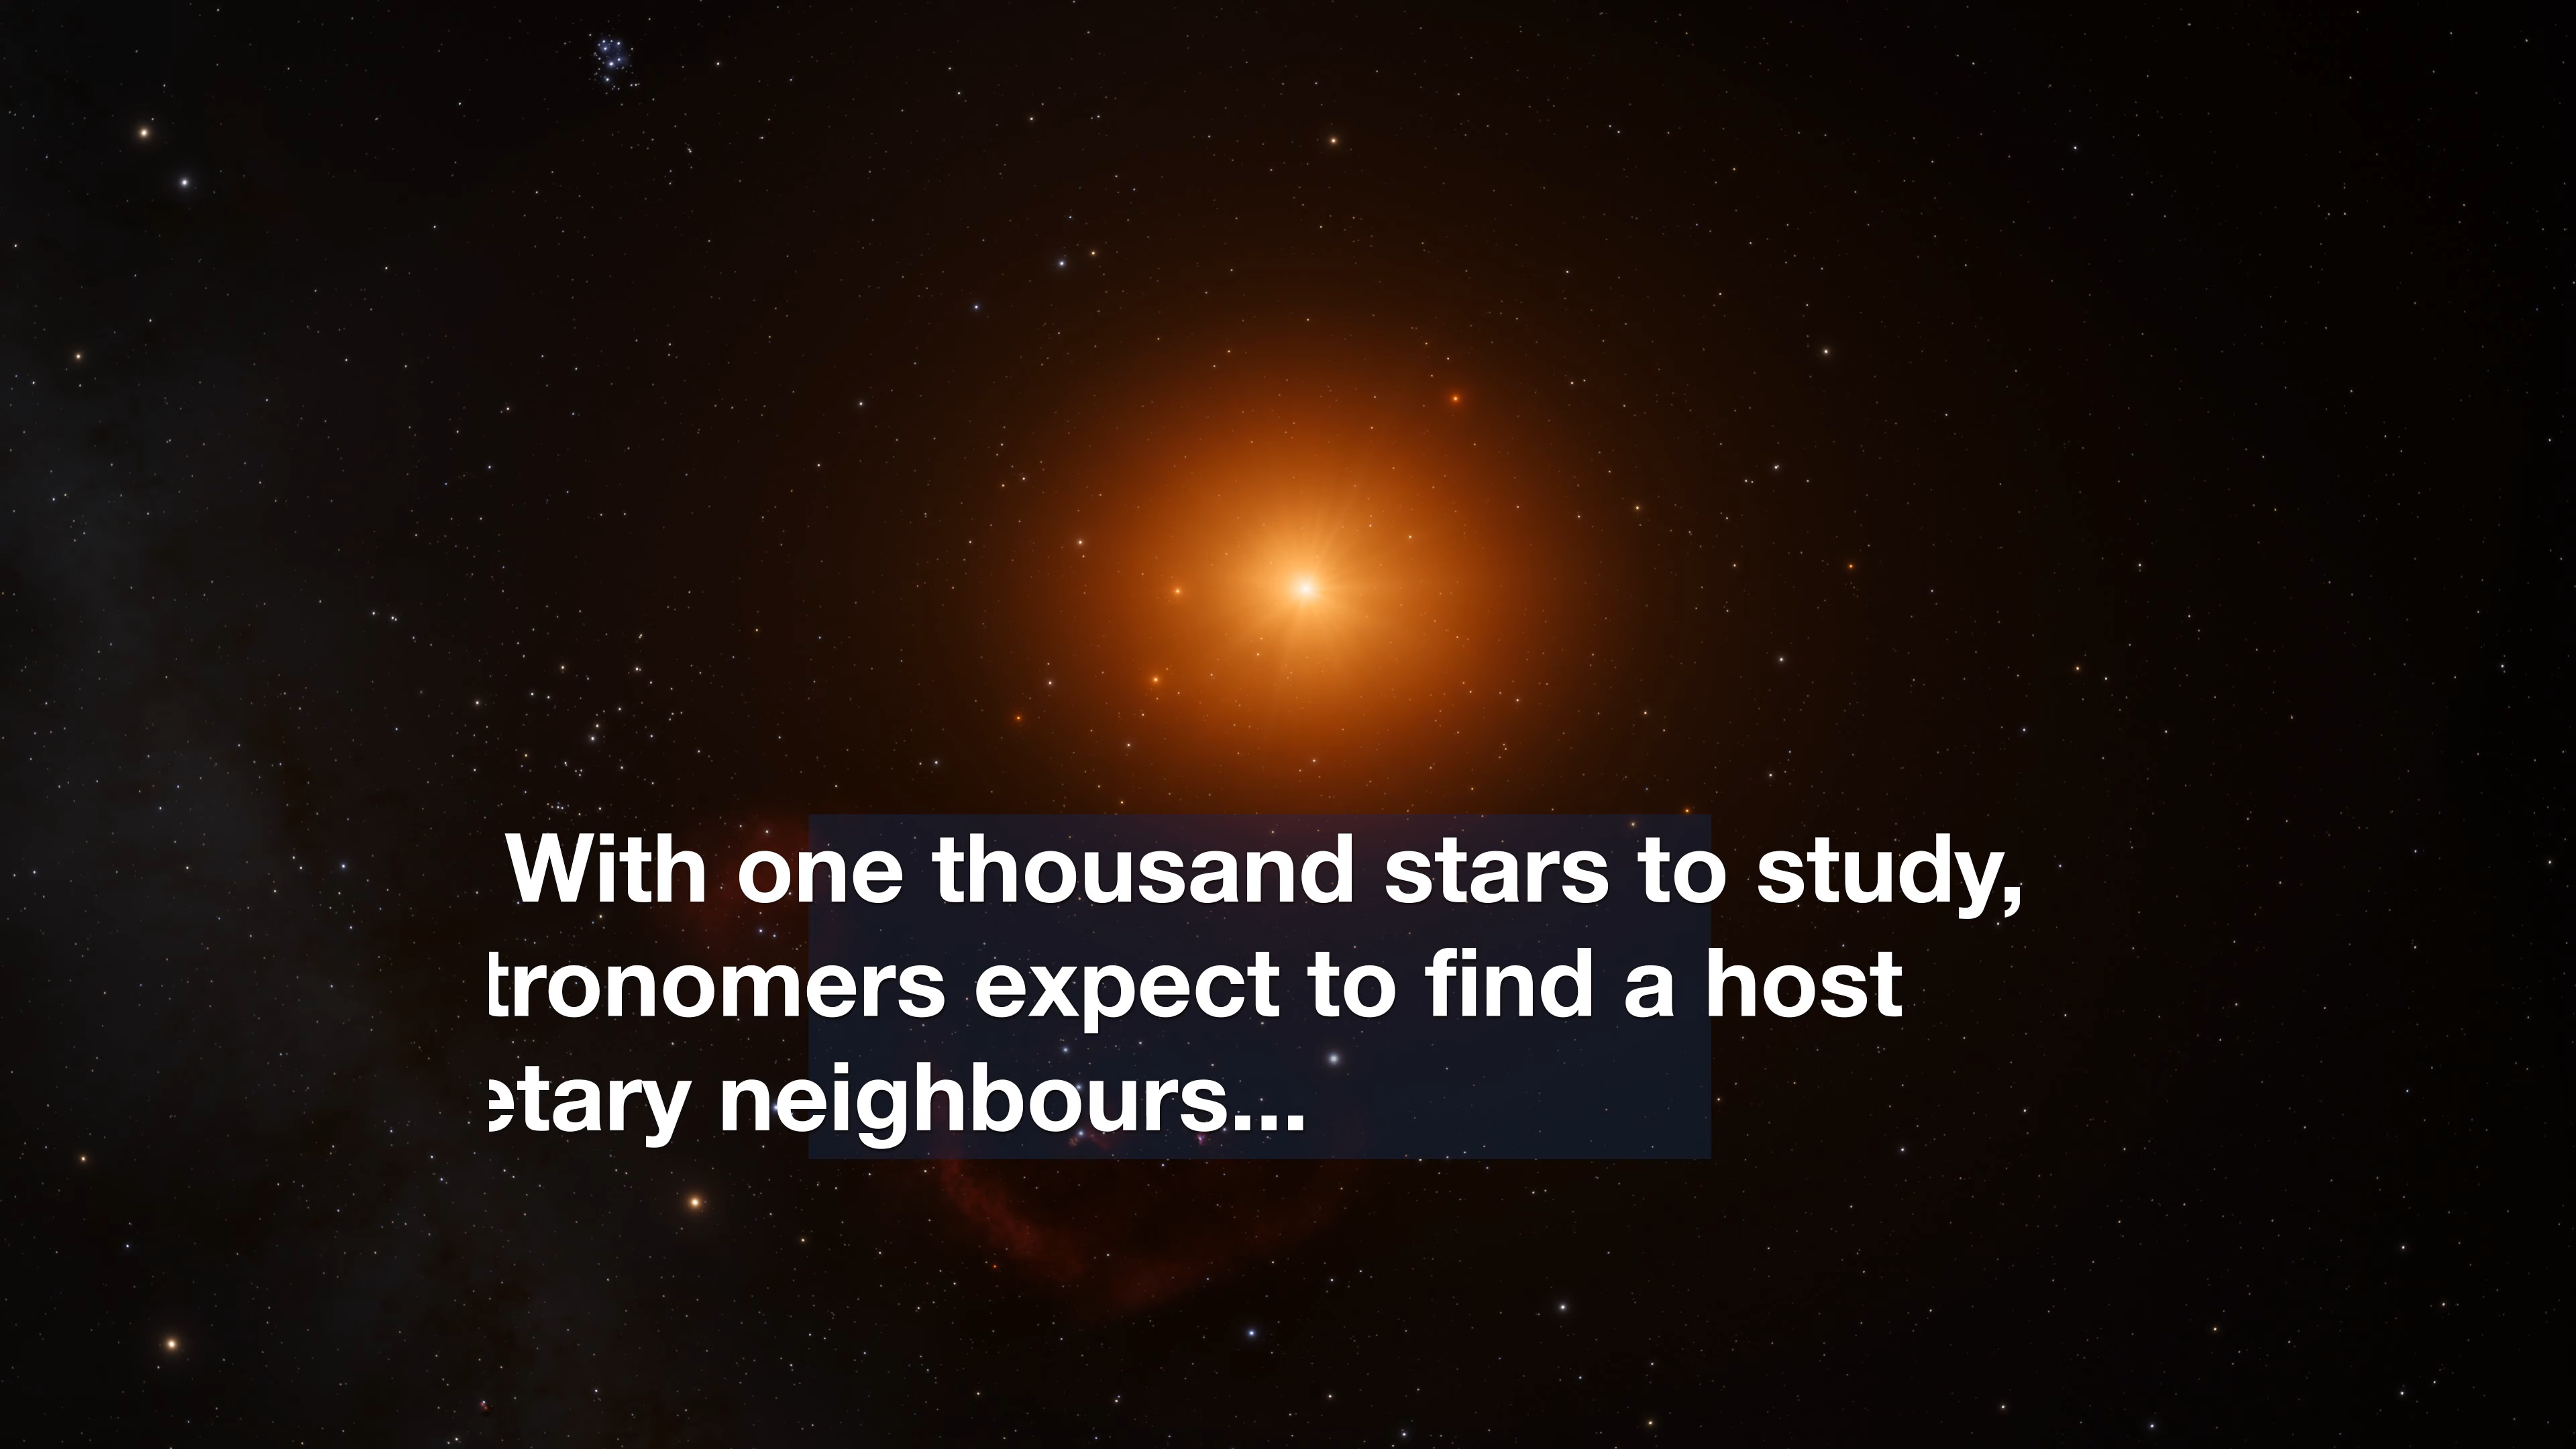 With one thousand stars to study,
tronomers expect to find a host
etary neighbours...